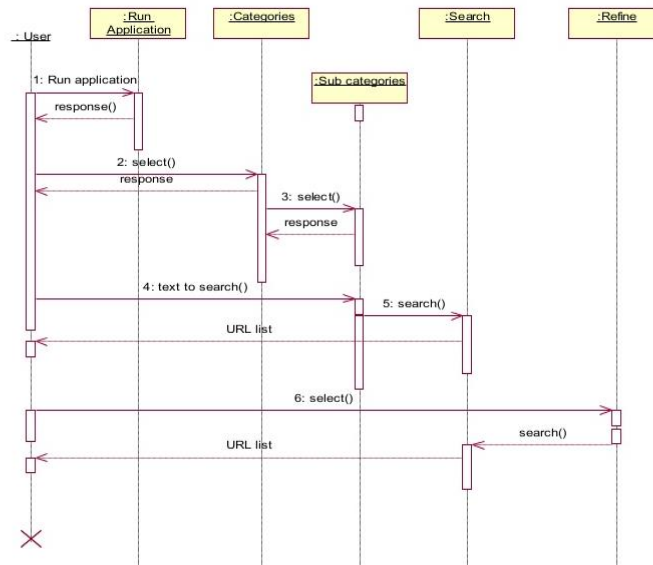 : User
:Run
Application
:Categories
:Search
:Refine
:Sub categories
1: Run application
response()
2: select()
response
3: select()
response
4: text to search()
5: search()
URL list
6: select()
search()
URL list